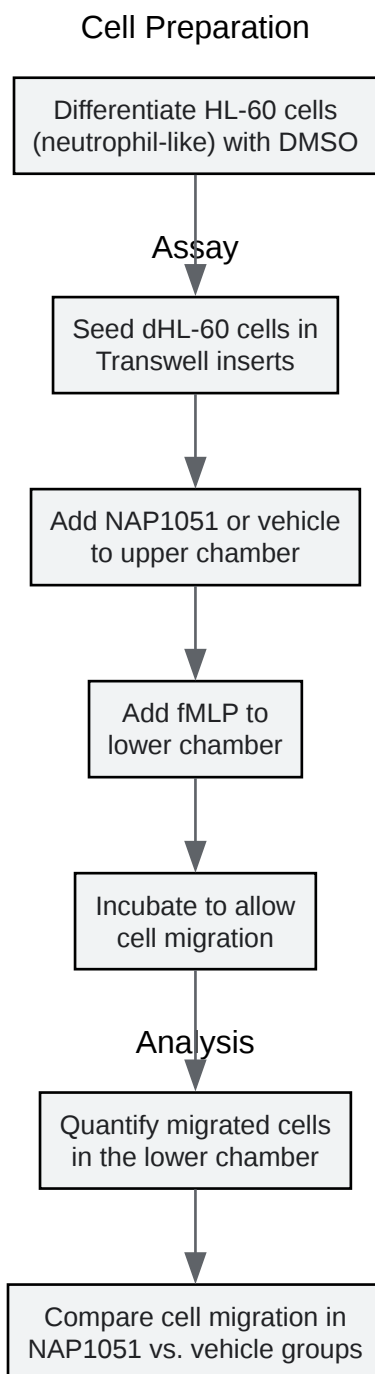 Cell Preparation
Differentiate HL-60 cells
(neutrophil-like) with DMSO
Assay
Seed dHL-60 cells in
Transwell inserts
Add NAP1051 or vehicle
to upper chamber
Add fMLP to
lower chamber
Incubate to allow
cell migration
Analysis
Quantify migrated cells
in the lower chamber
Compare cell migration in
NAP1051 vs. vehicle groups